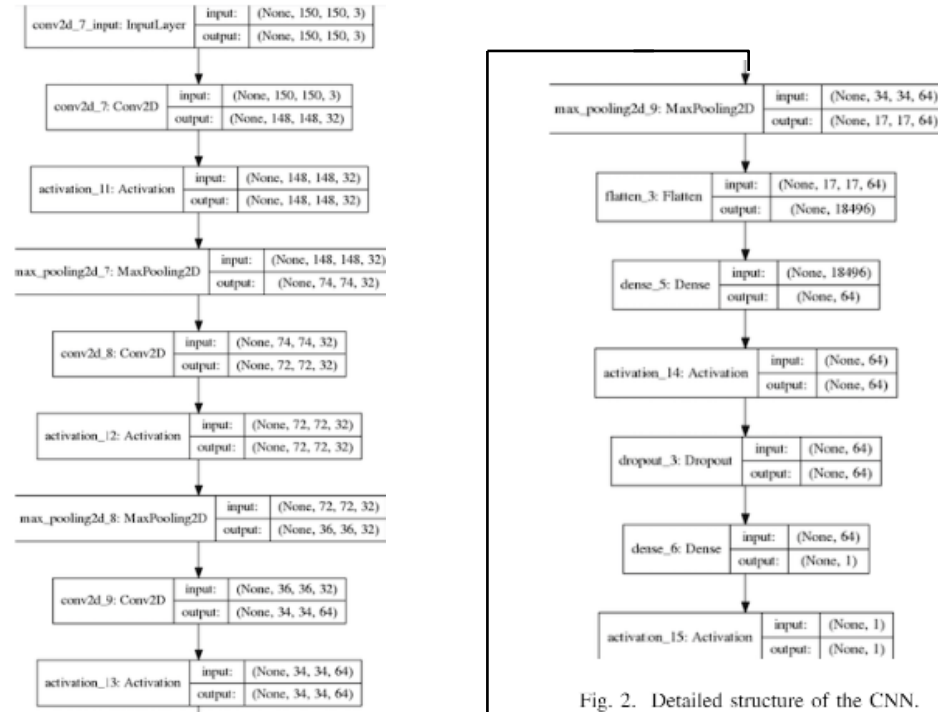 conv2d_7_input: InputLayer
input: (None, 150, 150, 3)
output: (None, 150, 150, 3)
conv2d_7: Conv2D
input: (None, 150, 150, 3)
output: (None, 148, 148, 32)
activation_11: Activation
input: (None, 148, 148, 32)
output: (None, 148, 148, 32)
max_pooling2d_7: MaxPooling2D
input: (None, 148, 148, 32)
output: (None, 74, 74, 32)
conv2d_8: Conv2D
input: (None, 74, 74, 32)
output: (None, 72, 72, 32)
activation_12: Activation
input: (None, 72, 72, 32)
output: (None, 72, 72, 32)
max_pooling2d_8: MaxPooling2D
input: (None, 72, 72, 32)
output: (None, 36, 36, 32)
conv2d_9: Conv2D
input: (None, 36, 36, 32)
output: (None, 34, 34, 64)
activation_13: Activation
input: (None, 34, 34, 64)
output: (None, 34, 34, 64)
max_pooling2d_9: MaxPooling2D
input: (None, 34, 34, 64)
output: (None, 17, 17, 64)
flatten_3: Flatten
input: (None, 17, 17, 64)
output: (None, 18496)
dense_5: Dense
input: (None, 18496)
output: (None, 64)
activation_14: Activation
input: (None, 64)
output: (None, 64)
dropout_3: Dropout
input: (None, 64)
output: (None, 64)
dense_6: Dense
input: (None, 64)
output: (None, 1)
activation_15: Activation
input: (None, 1)
output: (None, 1)
Fig. 2. Detailed structure of the CNN.